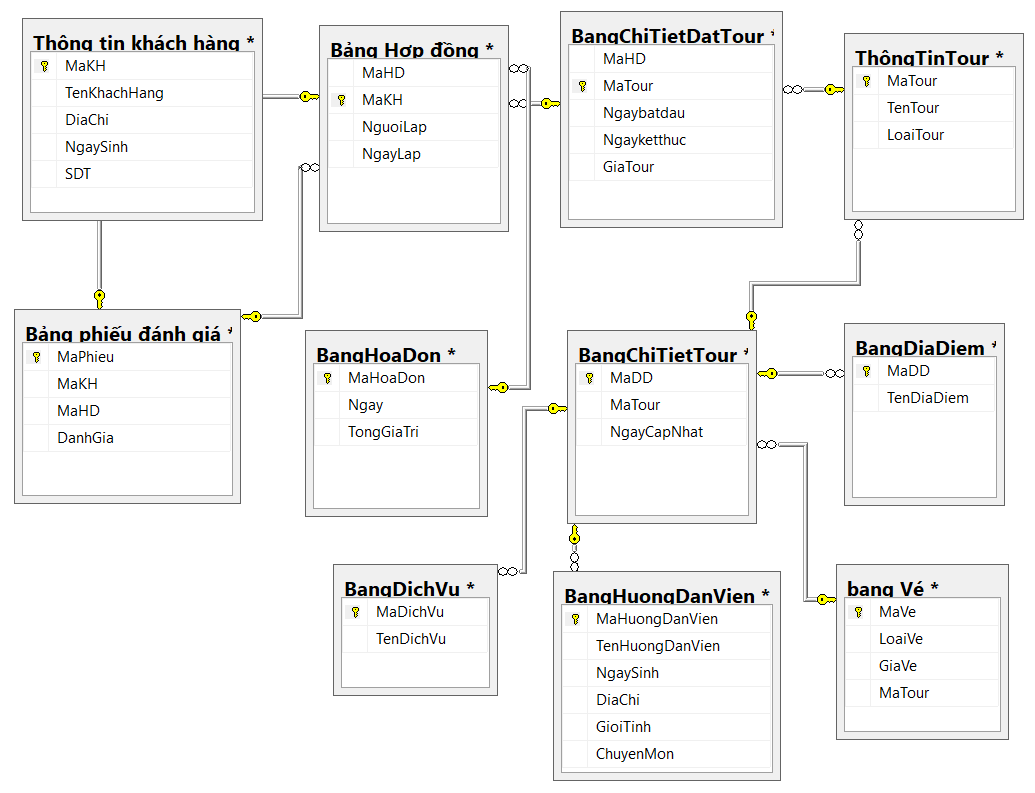 Thông tin khách hàng *
MaKH
TenKhachHang
DiaChi
NgaySinh
SDT
Bảng Hợp đồng *
MaHD
MaKH
NguoiLap
NgayLap
BangChiTietDatTour *
MaHD
MaTour
Ngaybatdau
Ngayketthuc
GiaTour
ThôngTinTour *
MaTour
TenTour
LoaiTour
Bảng phiếu đánh giá *
MaPhieu
MaKH
MaHD
DanhGia
BangHoaDon *
MaHoaDon
Ngay
TongGiaTri
BangChiTietTour *
MaDD
MaTour
NgayCapNhat
BangDiaDiem *
MaDD
TenDiaDiem
BangDichVu *
MaDichVu
TenDichVu
BangHuongDanVien *
MaHuongDanVien
TenHuongDanVien
NgaySinh
DiaChi
GioiTinh
ChuyenMon
bang Vé *
MaVe
LoaiVe
GiaVe
MaTour